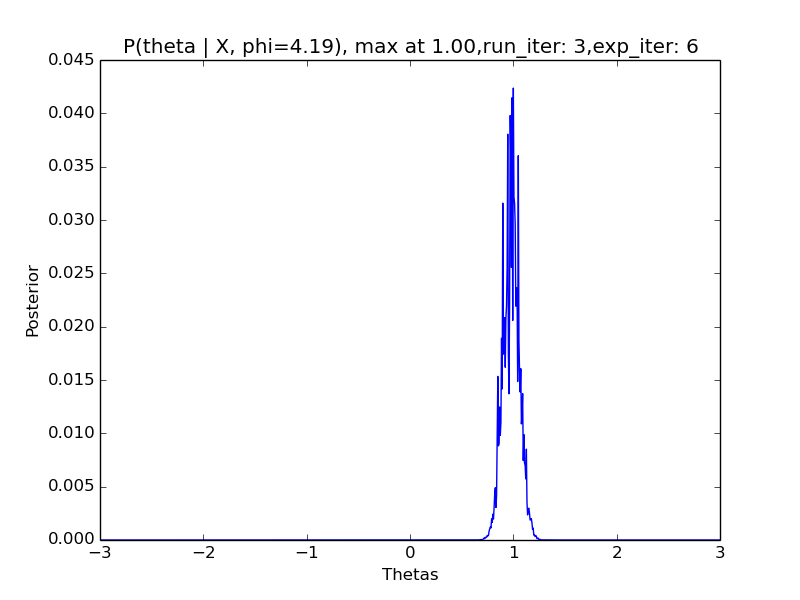 P(theta | X, phi=4.19), max at 1.00,run_iter: 3,exp_iter: 6
0.045
0.040
0.035
0.030
0.025
0.020
0.015
0.010
0.005
0.000
Posterior
−3 −2 −1 0 1 2 3
Thetas